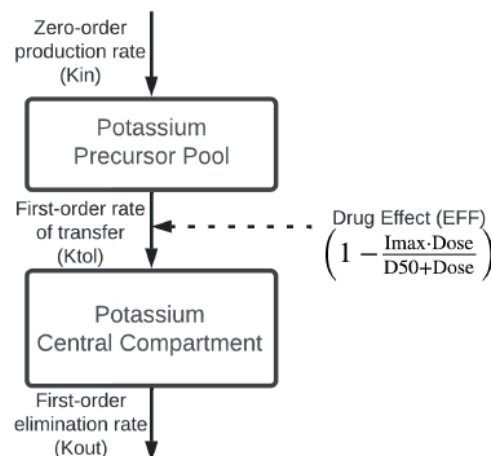 Zero-order
production rate
(Kin)
Potassium
Precursor Pool
First-order rate
of transfer
(Ktol)
Drug Effect (EFF)
(1 − Imax·Dose / D50+Dose)
Potassium
Central Compartment
First-order
elimination rate
(Kout)